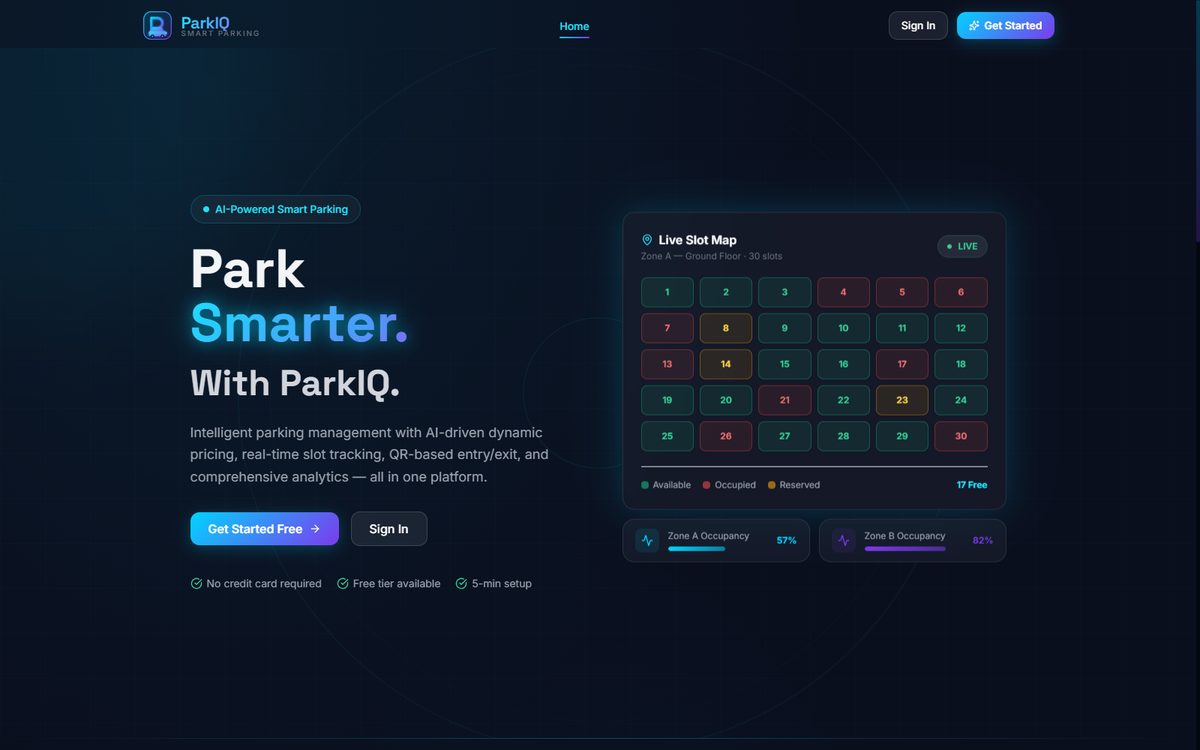 ParkIQ
SMART PARKING
Home
Sign In
Get Started
AI-Powered Smart Parking
Park
Smarter.
With ParkIQ.
Intelligent parking management with AI-driven dynamic
pricing, real-time slot tracking, QR-based entry/exit, and
comprehensive analytics — all in one platform.
Get Started Free →
Sign In
No credit card required
Free tier available
5-min setup
Live Slot Map
Zone A — Ground Floor · 30 slots
LIVE
1 2 3 4 5 6
7 8 9 10 11 12
13 14 15 16 17 18
19 20 21 22 23 24
25 26 27 28 29 30
Available Occupied Reserved 17 Free
Zone A Occupancy 57%
Zone B Occupancy 82%